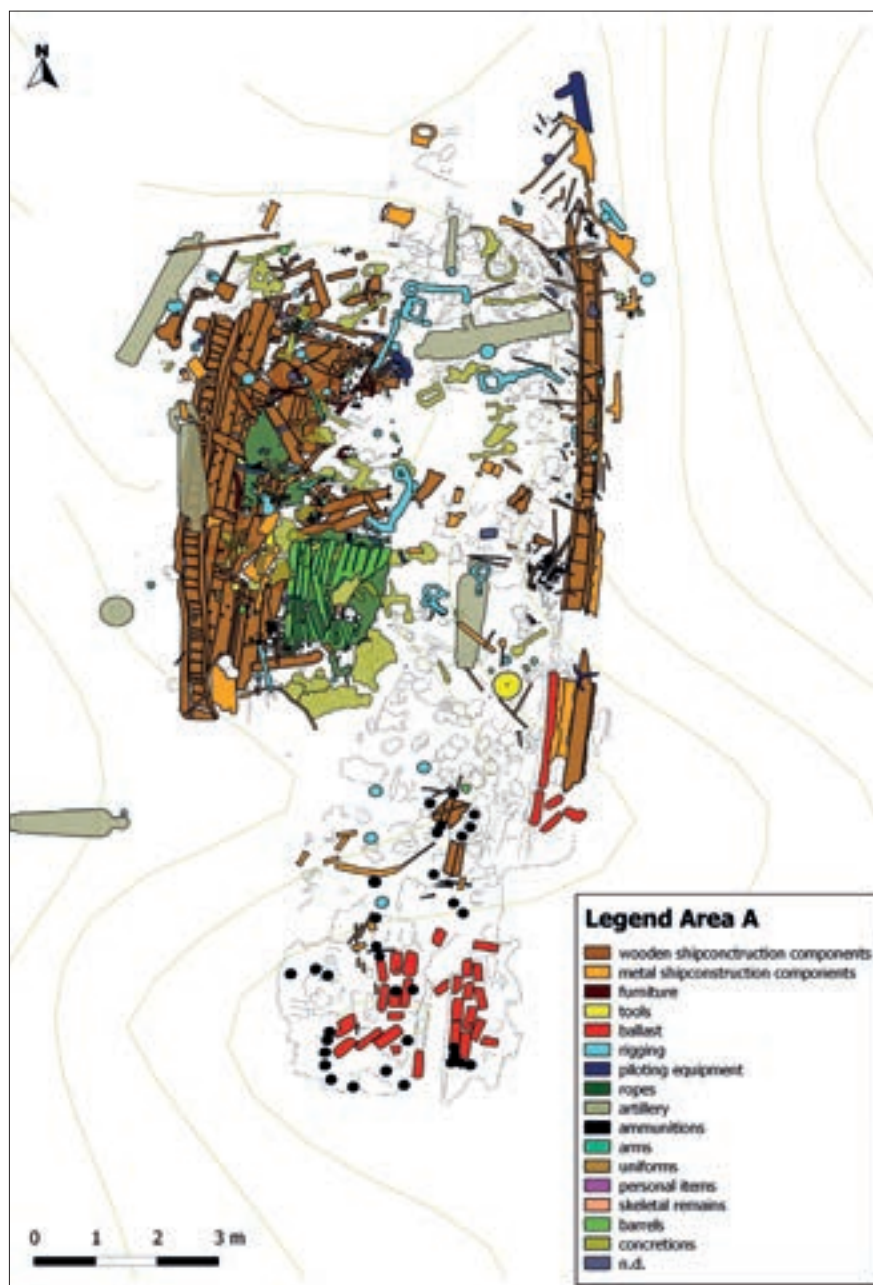 N
Legend Area A
wooden shipconctruction components
metal shipconstruction components
furniture
tools
ballast
rigging
piloting equipment
ropes
artillery
ammunitions
arms
uniforms
personal items
skeletal remains
barrels
concretions
n.d.
0 1 2 3 m